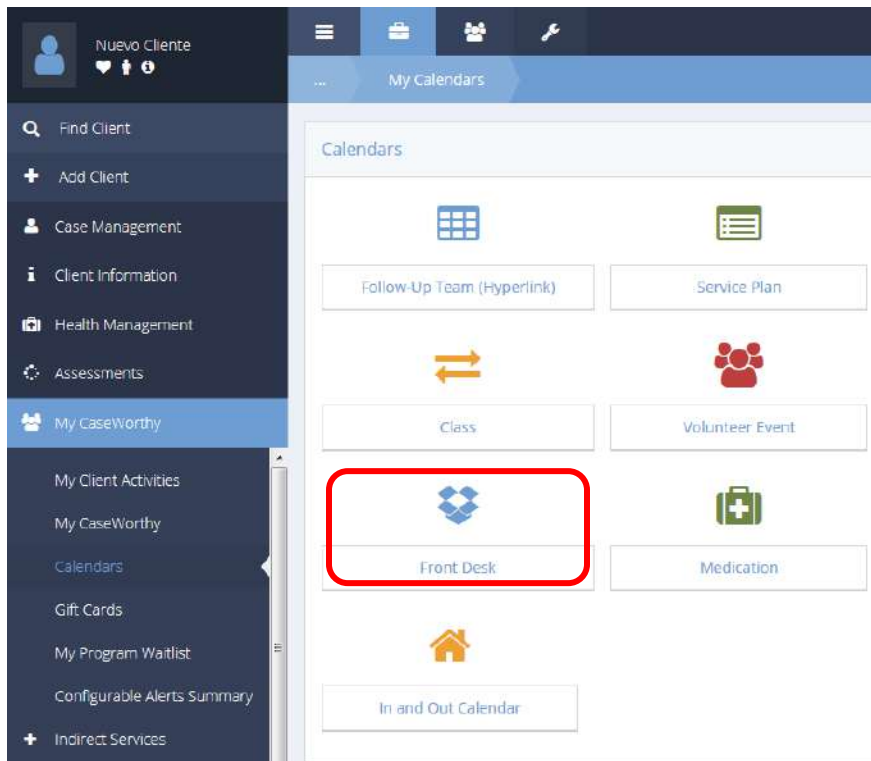 Nuevo Cliente
... My Calendars
Find Client
Add Client
Case Management
Client Information
Health Management
Assessments
My CaseWorthy
My Client Activities
My CaseWorthy
Calendars
Gift Cards
My Program Waitlist
Configurable Alerts Summary
Indirect Services
Calendars
Follow-Up Team (Hyperlink)
Service Plan
Class
Volunteer Event
Front Desk
Medication
In and Out Calendar